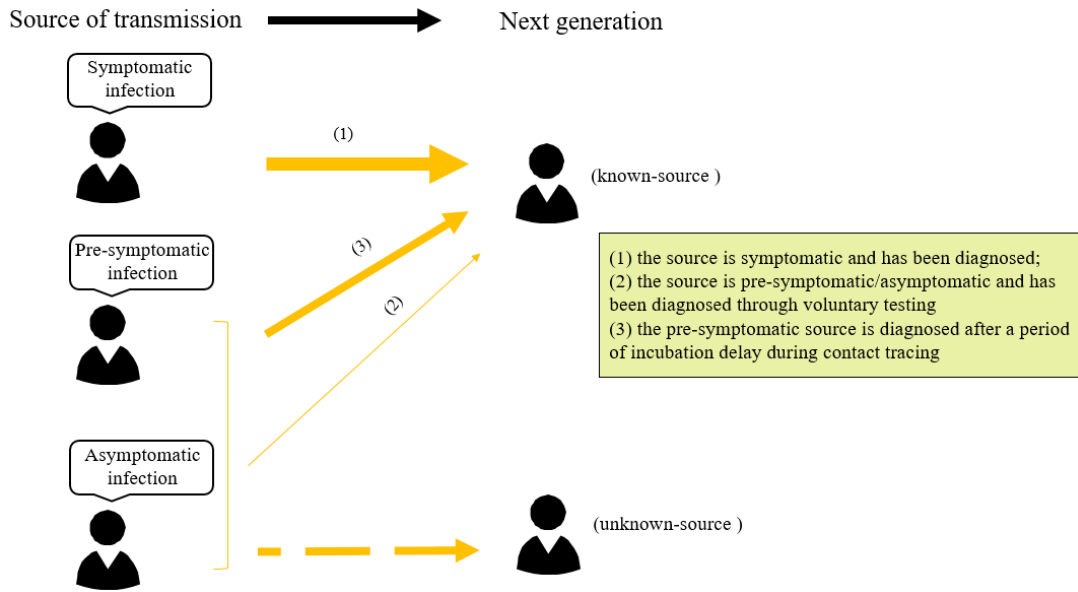 Source of transmission
Next generation
Symptomatic
infection
(1)
(known-source )
Pre-symptomatic
infection
(3)
(2)
(1) the source is symptomatic and has been diagnosed;
(2) the source is pre-symptomatic/asymptomatic and has
been diagnosed through voluntary testing
(3) the pre-symptomatic source is diagnosed after a period
of incubation delay during contact tracing
Asymptomatic
infection
(unknown-source )